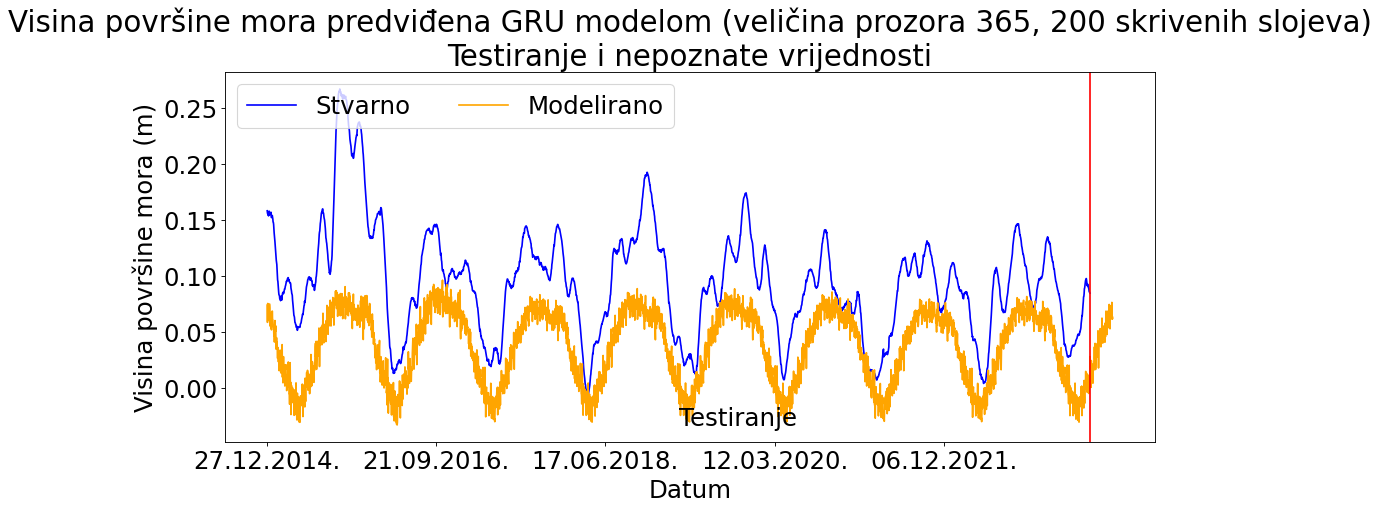 Visina površine mora predviđena GRU modelom (veličina prozora 365, 200 skrivenih slojeva)
Testiranje i nepoznate vrijednosti
Stvarno
Modelirano
Visina površine mora (m)
0.25
0.20
0.15
0.10
0.05
0.00
Testiranje
27.12.2014.
21.09.2016.
17.06.2018.
12.03.2020.
06.12.2021.
Datum